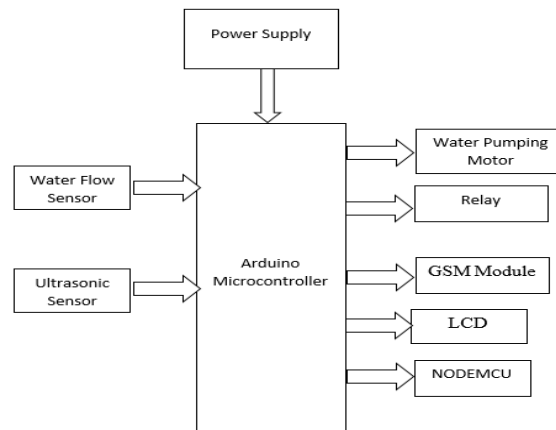 Power Supply
Water Flow
Sensor
Ultrasonic
Sensor
Arduino
Microcontroller
Water Pumping
Motor
Relay
GSM Module
LCD
NODEMCU